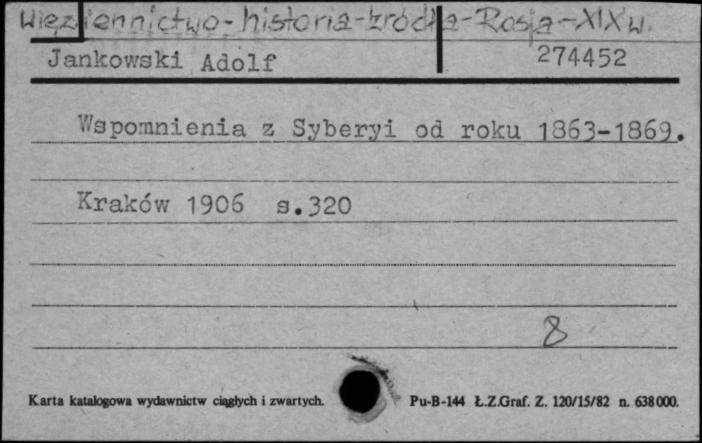 Więziennictwo-historia-źródła-Rosja-XIX w.
Jankowski Adolf 274452
Wspomnienia z Syberyi od roku 1863-1869.
Kraków 1906 s.320
8
Karta katalogowa wydawnictw ciągłych i zwartych. Pu-B-144 Ł.Z.Graf. Z. 120/15/82 n. 638000.